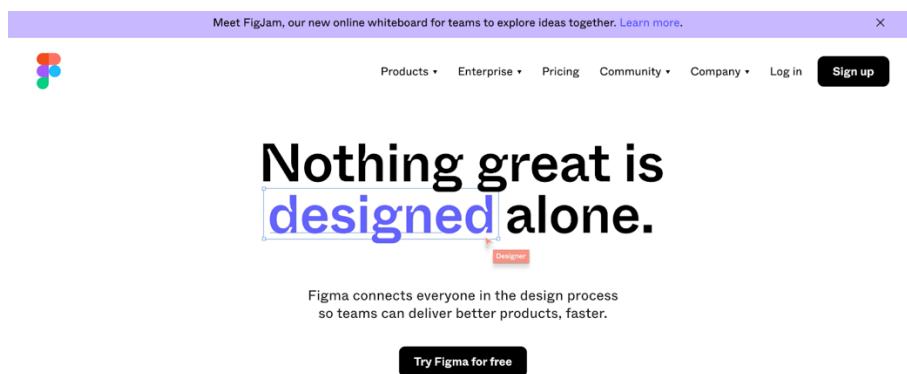 Meet FigJam, our new online whiteboard for teams to explore ideas together. Learn more.
Products Enterprise Pricing Community Company Log in Sign up
Nothing great is
designed alone.
Designer
Figma connects everyone in the design process
so teams can deliver better products, faster.
Try Figma for free